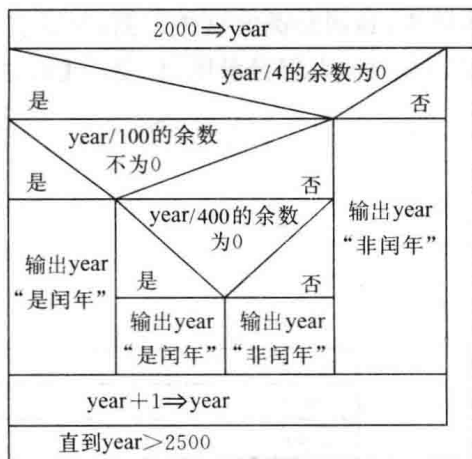 2000⇒year
year/4的余数为0
是
否
year/100的余数
不为0
是
否
year/400的余数
为0
输出year
“非闰年”
输出year
“是闰年”
是
否
输出year
“是闰年”
输出year
“非闰年”
year+1⇒year
直到year>2500